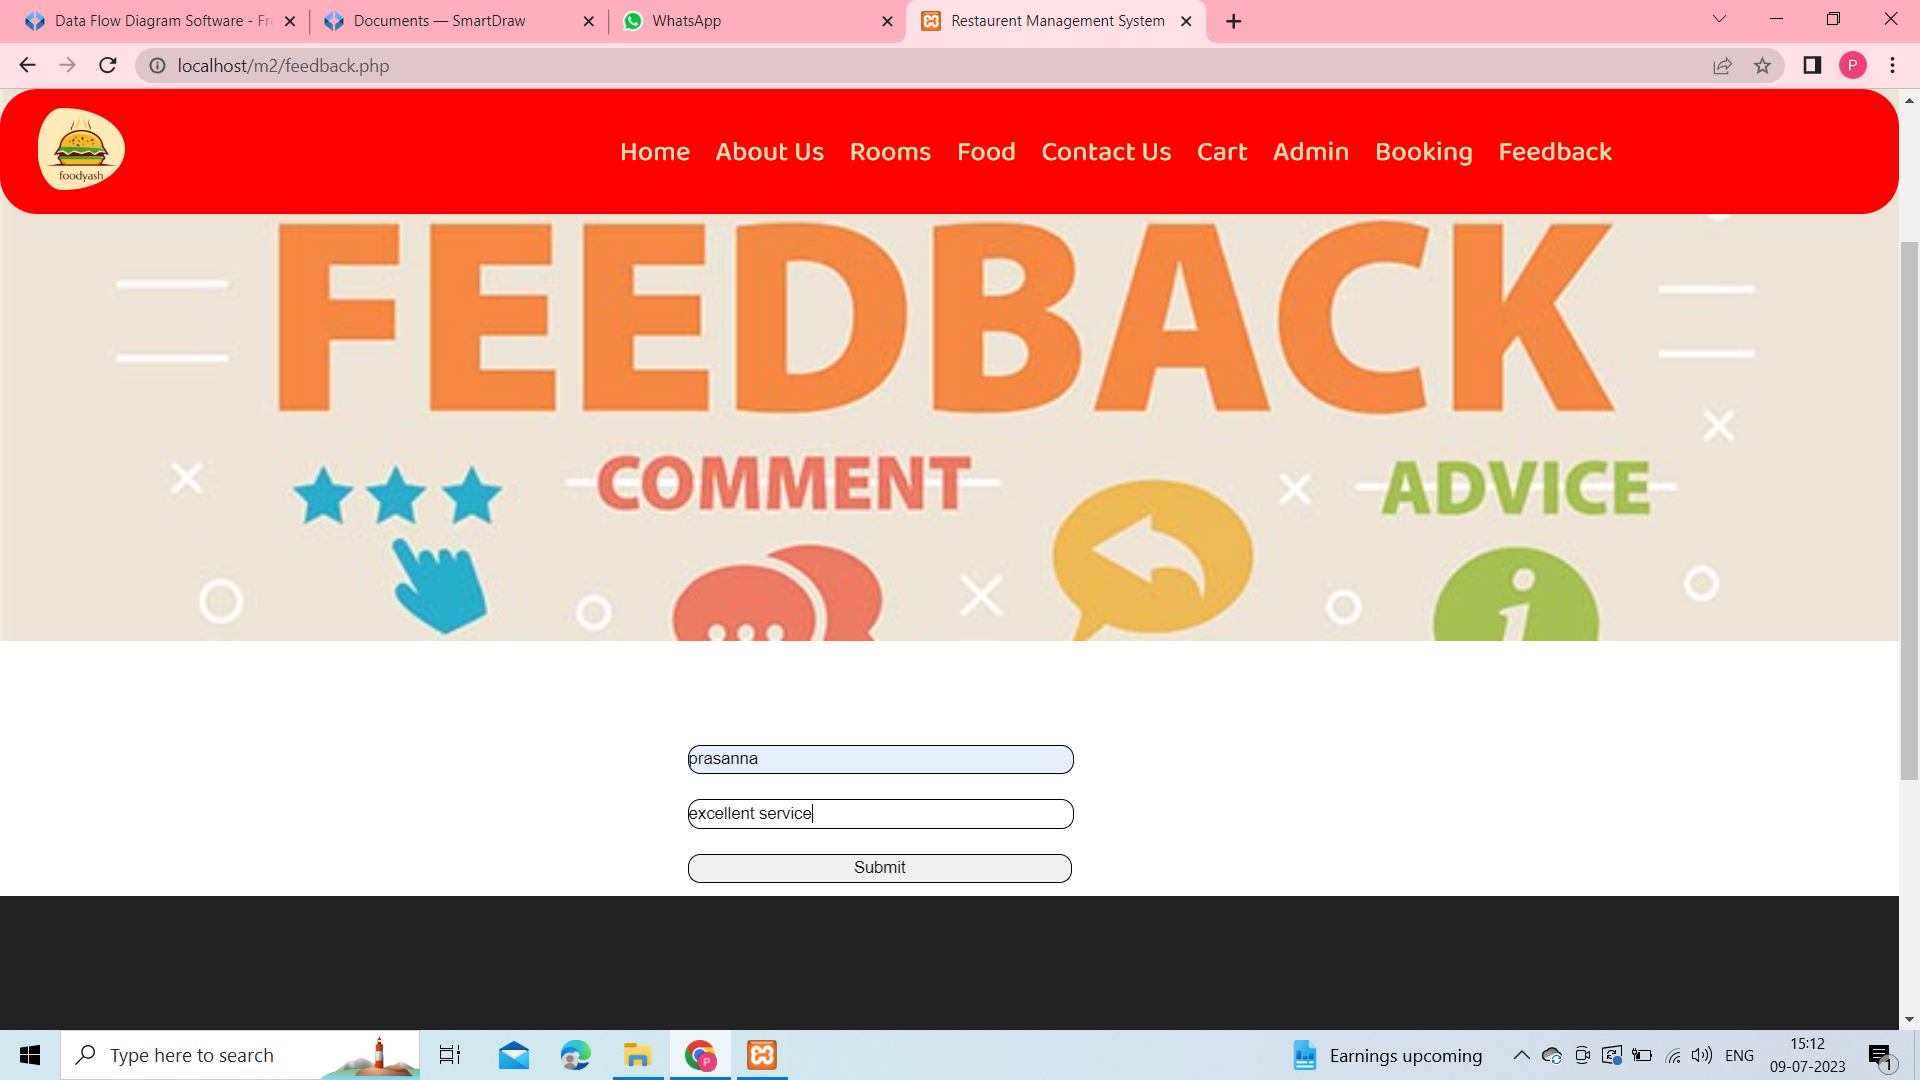 Data Flow Diagram Software - Fre
Documents — SmartDraw
WhatsApp
Restaurent Management System
localhost/m2/feedback.php
P
foodyash
Home About Us Rooms Food Contact Us Cart Admin Booking Feedback
FEEDBACK
COMMENT
ADVICE
i
prasanna
excellent service
Submit
Type here to search
P
Earnings upcoming
ENG
15:12
09-07-2023
1